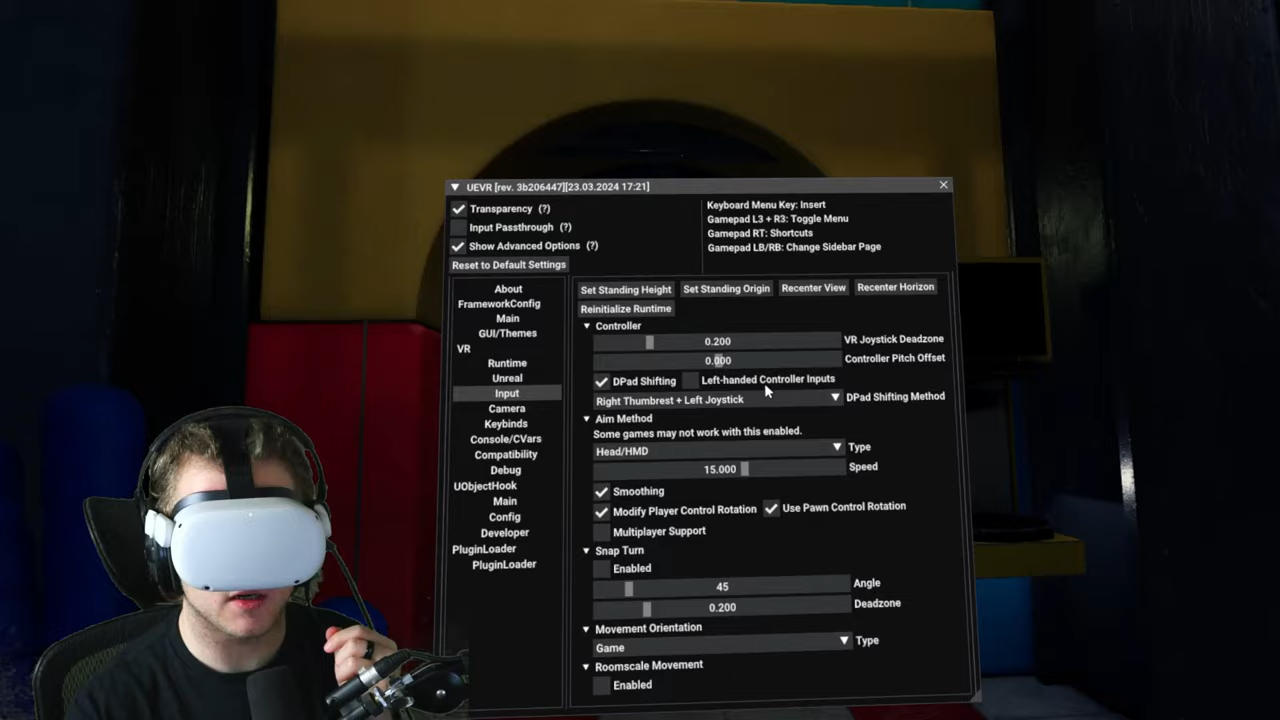 UEVR [rev. 3b206447][23.03.2024 17:21]
Transparency (?)
Input Passthrough (?)
Show Advanced Options (?)
Reset to Default Settings
Keyboard Menu Key: Insert
Gamepad L3 + R3: Toggle Menu
Gamepad RT: Shortcuts
Gamepad LB/RB: Change Sidebar Page
About
FrameworkConfig
Main
GUI/Themes
VR
Runtime
Unreal
Input
Camera
Keybinds
Console/CVars
Compatibility
Debug
UObjectHook
Main
Config
Developer
PluginLoader
PluginLoader
Set Standing Height Set Standing Origin Recenter View Recenter Horizon
Reinitialize Runtime
Controller
0.200 VR Joystick Deadzone
0.000 Controller Pitch Offset
DPad Shifting Left-handed Controller Inputs
Right Thumbrest + Left Joystick DPad Shifting Method
Aim Method
Some games may not work with this enabled.
Head/HMD Type
15.000 Speed
Smoothing
Modify Player Control Rotation Use Pawn Control Rotation
Multiplayer Support
Snap Turn
Enabled
45 Angle
0.200 Deadzone
Movement Orientation
Game Type
Roomscale Movement
Enabled